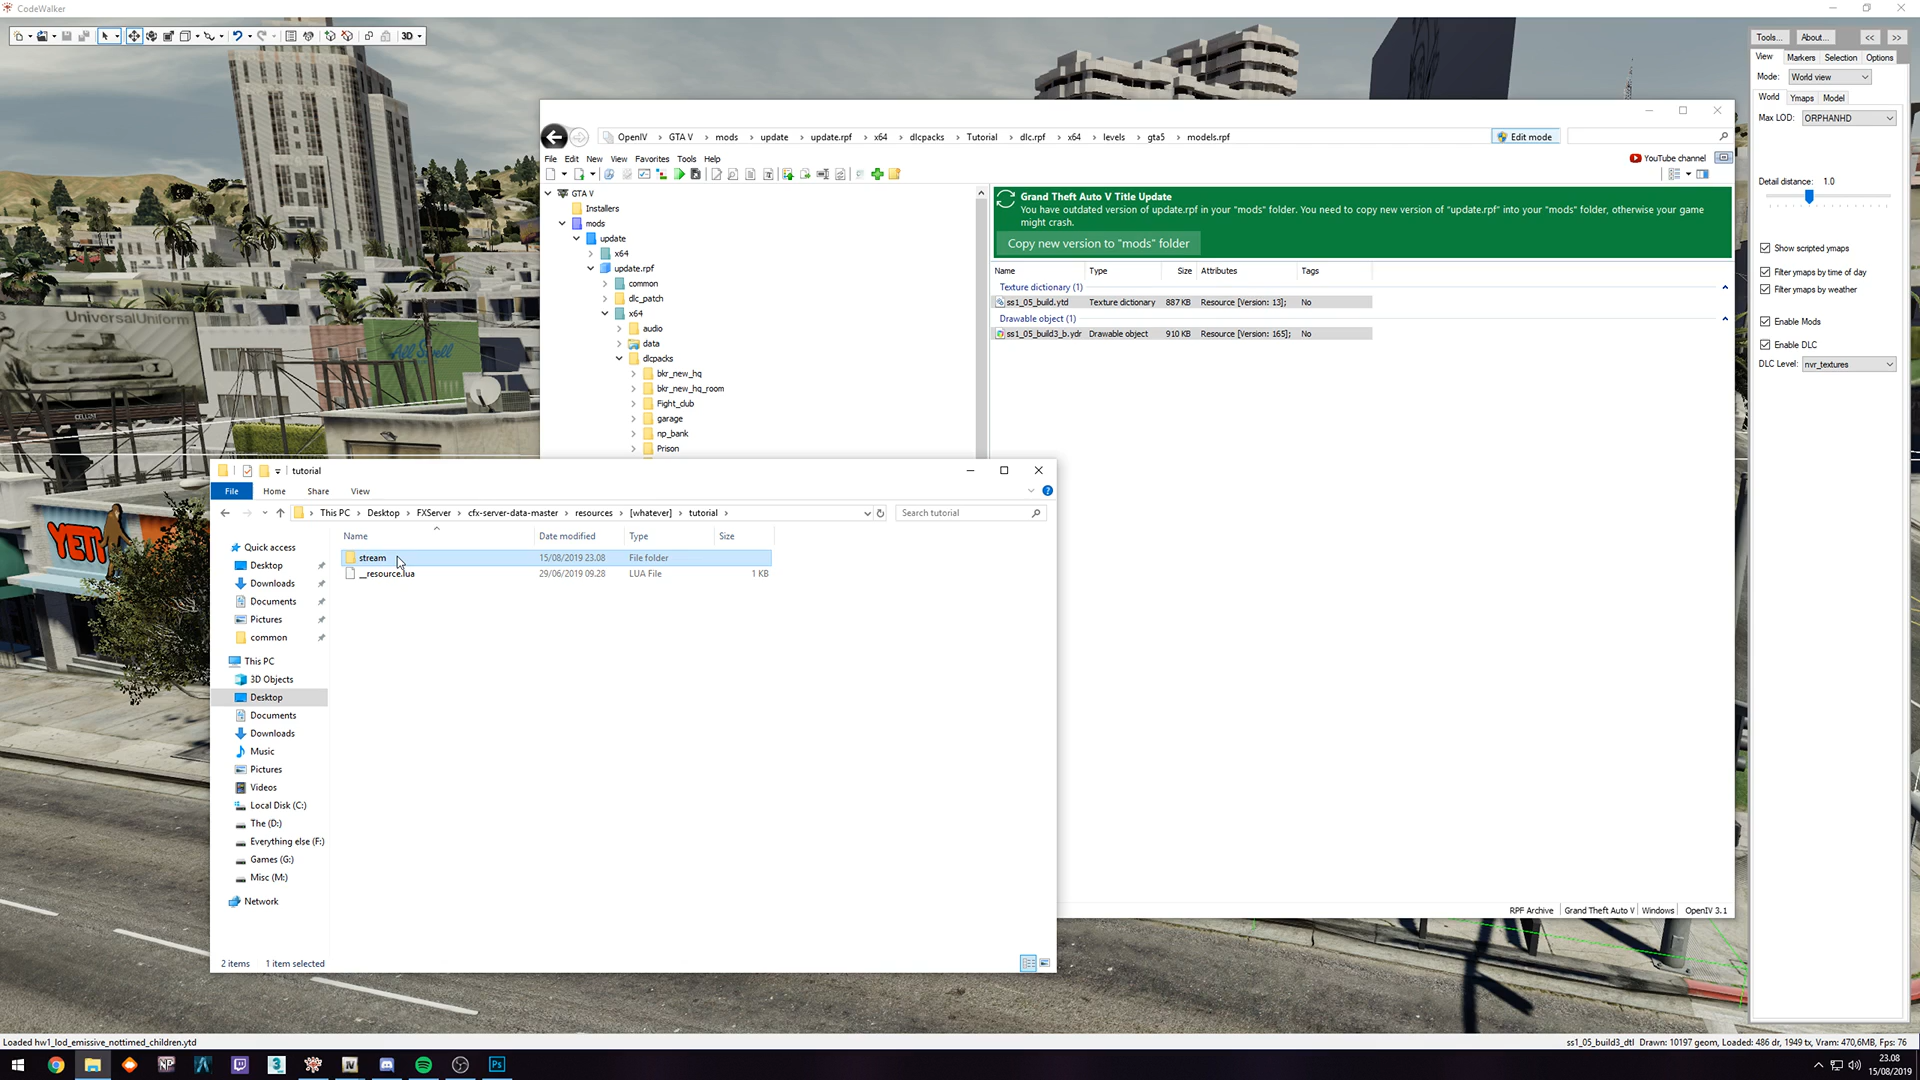 CodeWalker
3D
Tools...
About...
<<
>>
View
Markers
Selection
Options
Mode:
World view
World
Ymaps
Model
Max LOD:
ORPHANHD
Detail distance:
1.0
Show scripted ymaps
Filter ymaps by time of day
Filter ymaps by weather
Enable Mods
Enable DLC
DLC Level:
nvr_textures
OpenIV
GTA V
mods
update
update.rpf
x64
dlcpacks
Tutorial
dlc.rpf
x64
levels
gta5
models.rpf
Edit mode
File
Edit
New
View
Favorites
Tools
Help
YouTube channel
GTA V
Installers
mods
update
x64
update.rpf
common
dlc_patch
x64
audio
data
dlcpacks
bkr_new_hq
bkr_new_hq_room
Fight_club
garage
np_bank
Prison
Grand Theft Auto V Title Update
You have outdated version of update.rpf in your "mods" folder. You need to copy new version of "update.rpf" into your "mods" folder, otherwise your game
might crash.
Copy new version to "mods" folder
Name Type Size Attributes Tags
Texture dictionary (1)
ss1_05_build.ytd Texture dictionary 887 KB Resource [Version: 13]; No
Drawable object (1)
ss1_05_build3_b.ydr Drawable object 910 KB Resource [Version: 165]; No
RPF Archive
Grand Theft Auto V
Windows
OpenIV 3.1
UniversalUniform
YETI
tutorial
File
Home
Share
View
This PC
Desktop
FXServer
cfx-server-data-master
resources
[whatever]
tutorial
Search tutorial
Name Date modified Type Size
stream 15/08/2019 23.08 File folder
__resource.lua 29/06/2019 09.28 LUA File 1 KB
Quick access
Desktop
Downloads
Documents
Pictures
common
This PC
3D Objects
Desktop
Documents
Downloads
Music
Pictures
Videos
Local Disk (C:)
The (D:)
Everything else (F:)
Games (G:)
Misc (M:)
Network
2 items
1 item selected
Loaded hw1_lod_emissive_nottimed_children.ytd
ss1_05_build3_dtl Drawn: 10197 geom, Loaded: 486 dr, 1949 tx, Vram: 470,6MB, Fps: 76
NP
3
IV
Ps
23.08
15/08/2019